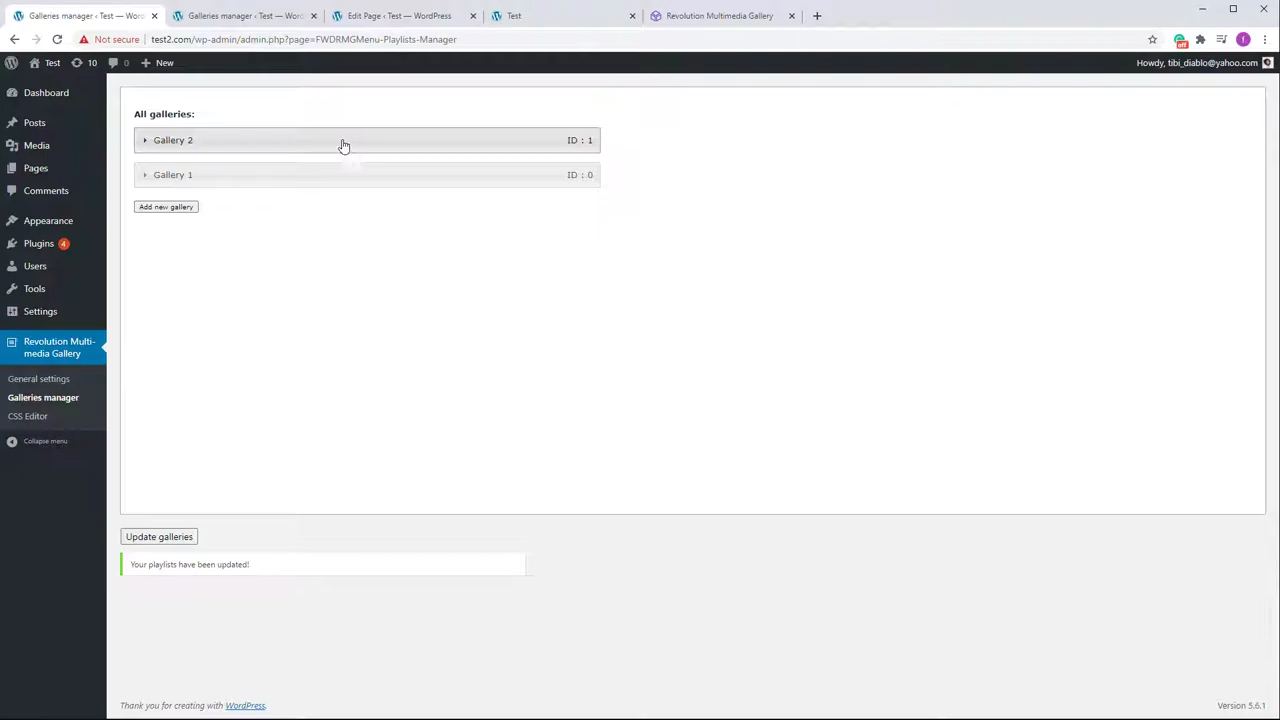 Galleries manager ‹ Test — Wordp
Galleries manager ‹ Test — WordP
Edit Page ‹ Test — WordPress
Test
Revolution Multimedia Gallery
Not secure
test2.com/wp-admin/admin.php?page=FWDRMGMenu-Playlists-Manager
off
f
Test
10
0
New
Howdy, tibi_diablo@yahoo.com
Dashboard
Posts
Media
Pages
Comments
Appearance
Plugins 4
Users
Tools
Settings
Revolution Multi-
media Gallery
General settings
Galleries manager
CSS Editor
Collapse menu
All galleries:
Gallery 2 ID : 1
Gallery 1 ID : 0
Add new gallery
Update galleries
Your playlists have been updated!
Thank you for creating with WordPress.
Version 5.6.1